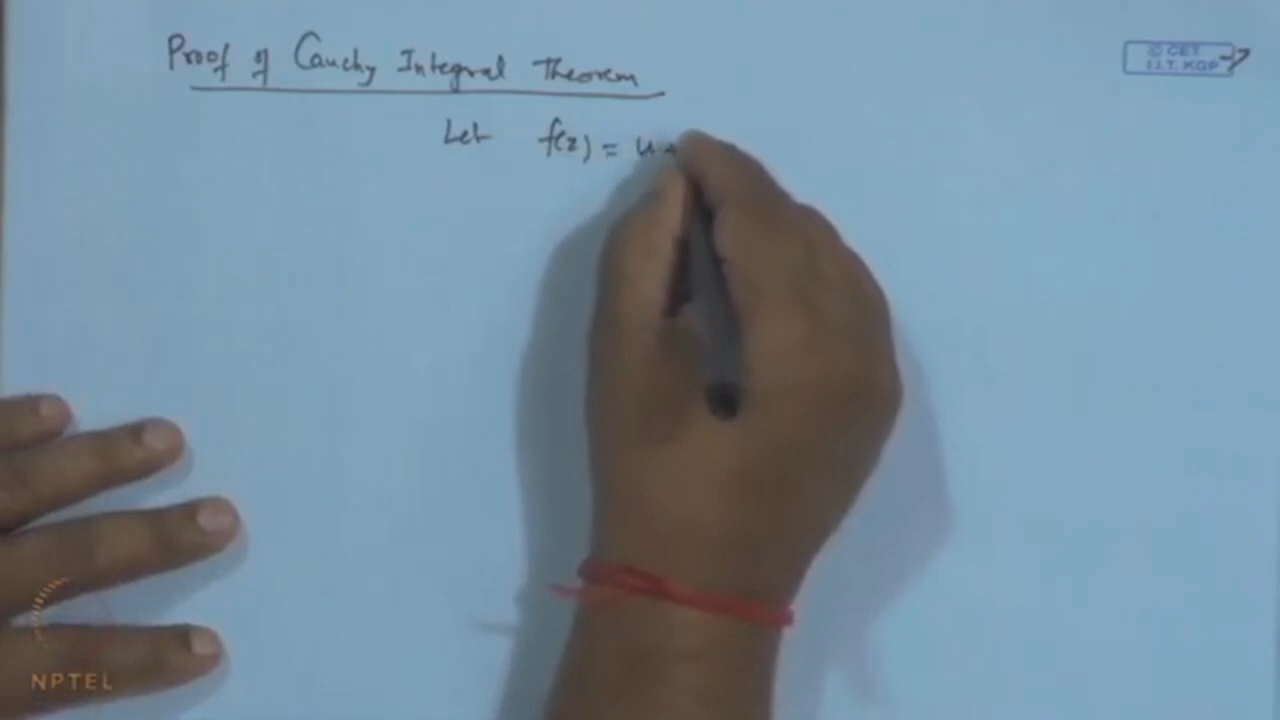 Proof of Cauchy Integral Theorem
© CET
I.I.T. KGP
Let f(z) = u+
NPTEL